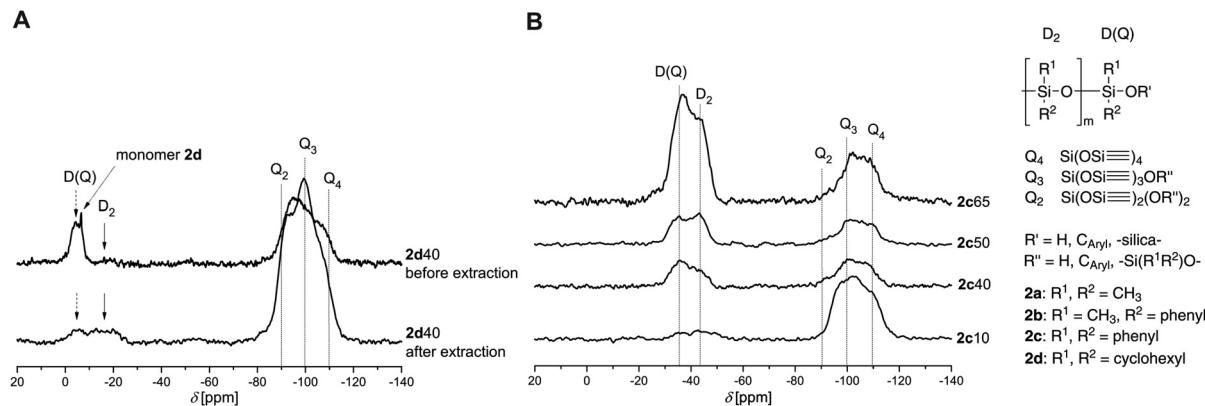 A
monomer 2d
D(Q)
D2
Q2
Q3
Q4
2d40
before extraction
2d40
after extraction
20 0 -20 -40 -60 -80 -100 -120 -140
δ [ppm]
B
D(Q)
D2
Q2
Q3
Q4
2c65
2c50
2c40
2c10
20 0 -20 -40 -60 -80 -100 -120 -140
δ [ppm]
D2 D(Q)
R1 R1
Si O Si OR'
R2 m R2
Q4 Si(OSi≡)4
Q3 Si(OSi≡)3OR"
Q2 Si(OSi≡)2(OR")2
R' = H, CAryl, -silica-
R" = H, CAryl, -Si(R1R2)O-
2a: R1, R2 = CH3
2b: R1 = CH3, R2 = phenyl
2c: R1, R2 = phenyl
2d: R1, R2 = cyclohexyl